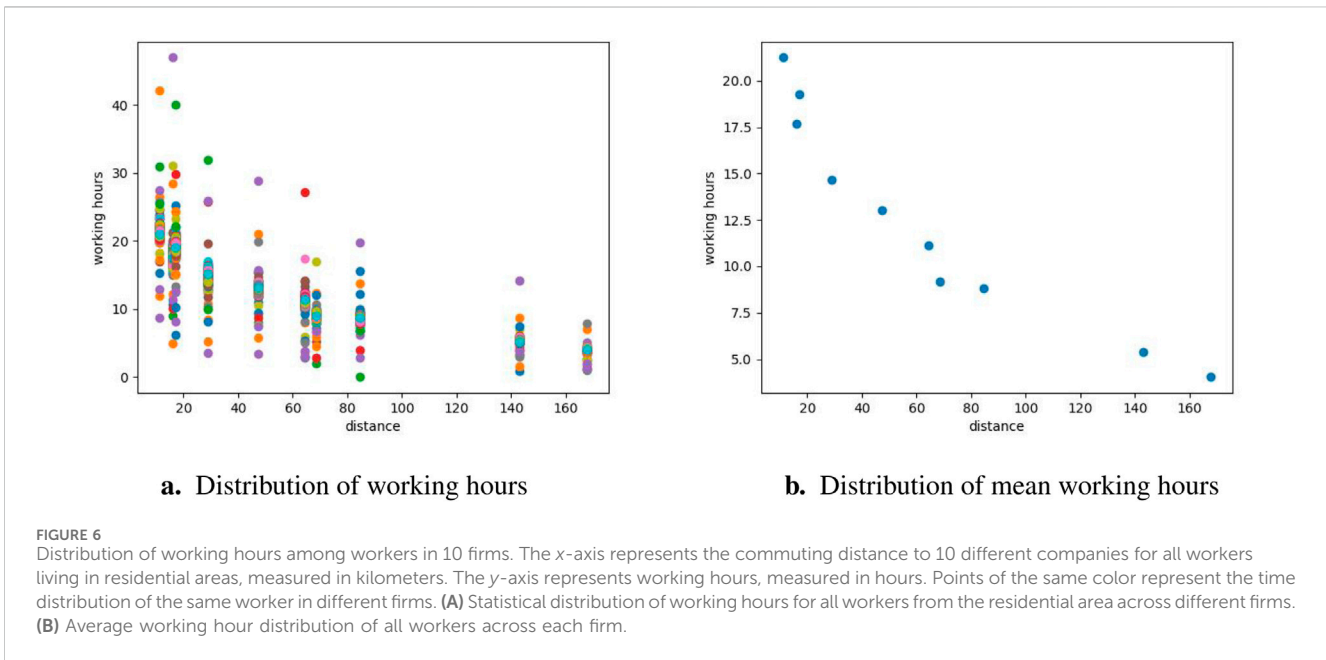 40
30
20
10
0
working hours
20 40 60 80 100 120 140 160
distance
a. Distribution of working hours
20.0
17.5
15.0
12.5
10.0
7.5
5.0
working hours
20 40 60 80 100 120 140 160
distance
b. Distribution of mean working hours
FIGURE 6
Distribution of working hours among workers in 10 firms. The x-axis represents the commuting distance to 10 different companies for all workers
living in residential areas, measured in kilometers. The y-axis represents working hours, measured in hours. Points of the same color represent the time
distribution of the same worker in different firms. (A) Statistical distribution of working hours for all workers from the residential area across different firms.
(B) Average working hour distribution of all workers across each firm.